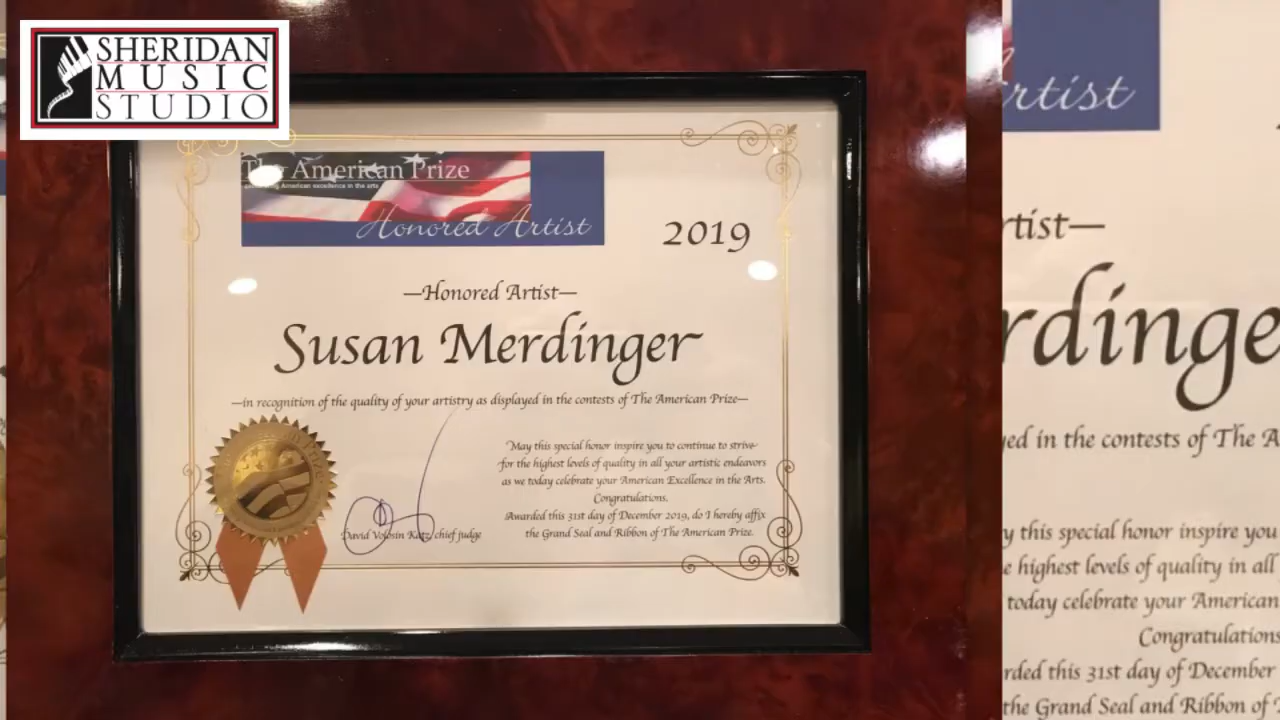 SHERIDAN
MUSIC
STUDIO
The American Prize
American excellence in the arts
Honored Artist
2019
—Honored Artist—
Susan Merdinger
—in recognition of the quality of your artistry as displayed in the contests of The American Prize—
May this special honor inspire you to continue to strive
for the highest levels of quality in all your artistic endeavors
as we today celebrate your American Excellence in the Arts.
Congratulations.
Awarded this 31st day of December 2019, do I hereby affix
the Grand Seal and Ribbon of The American Prize.
David Volosin Katz, chief judge
rtist
rtist—
rdinge
yed in the contests of The A
y this special honor inspire you
e highest levels of quality in all
today celebrate your American
Congratulations
rded this 31st day of December
the Grand Seal and Ribbon of